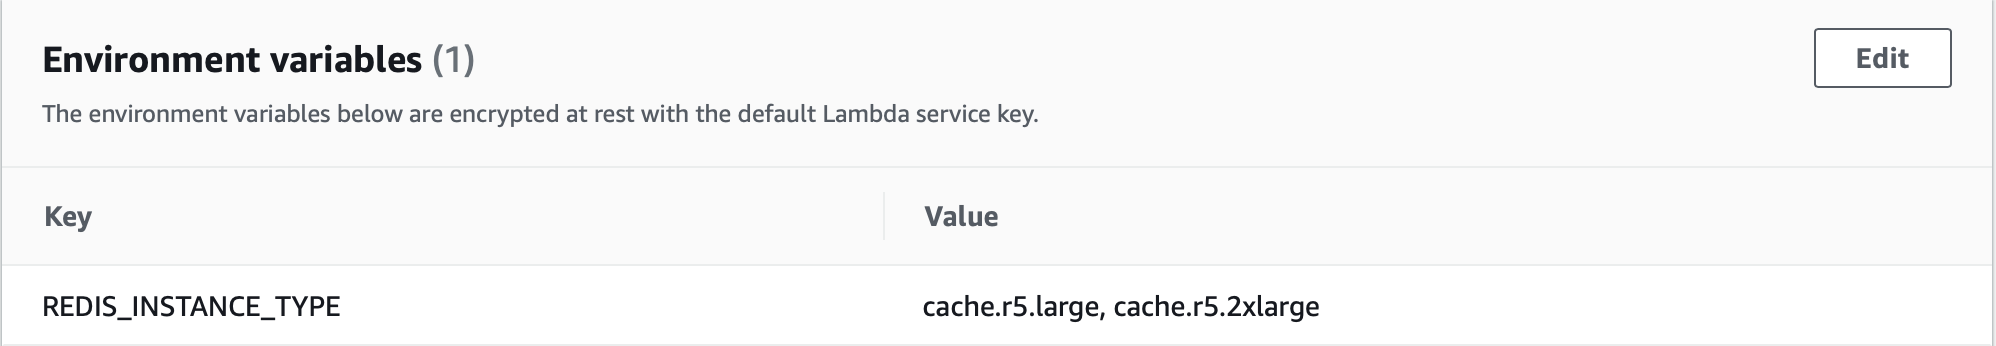 Environment variables (1)
Edit
The environment variables below are encrypted at rest with the default Lambda service key.
Key Value
REDIS_INSTANCE_TYPE cache.r5.large, cache.r5.2xlarge